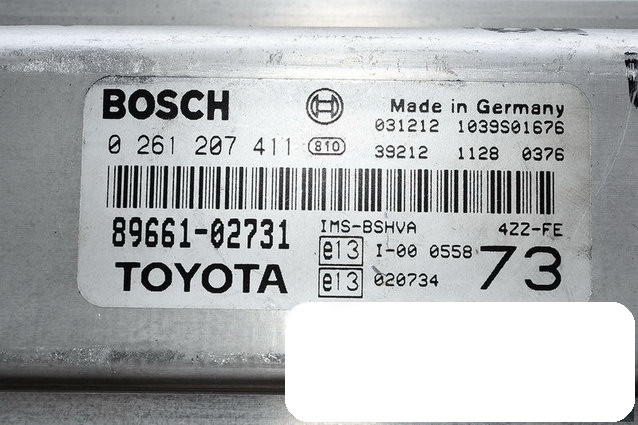 BOSCH Made in Germany
031212 1039S01676
0 261 207 411 810 39212 1128 0376
89661-02731 IMS-BSHVA 4ZZ-FE
e13 I-00 0558 73
TOYOTA e13 020734